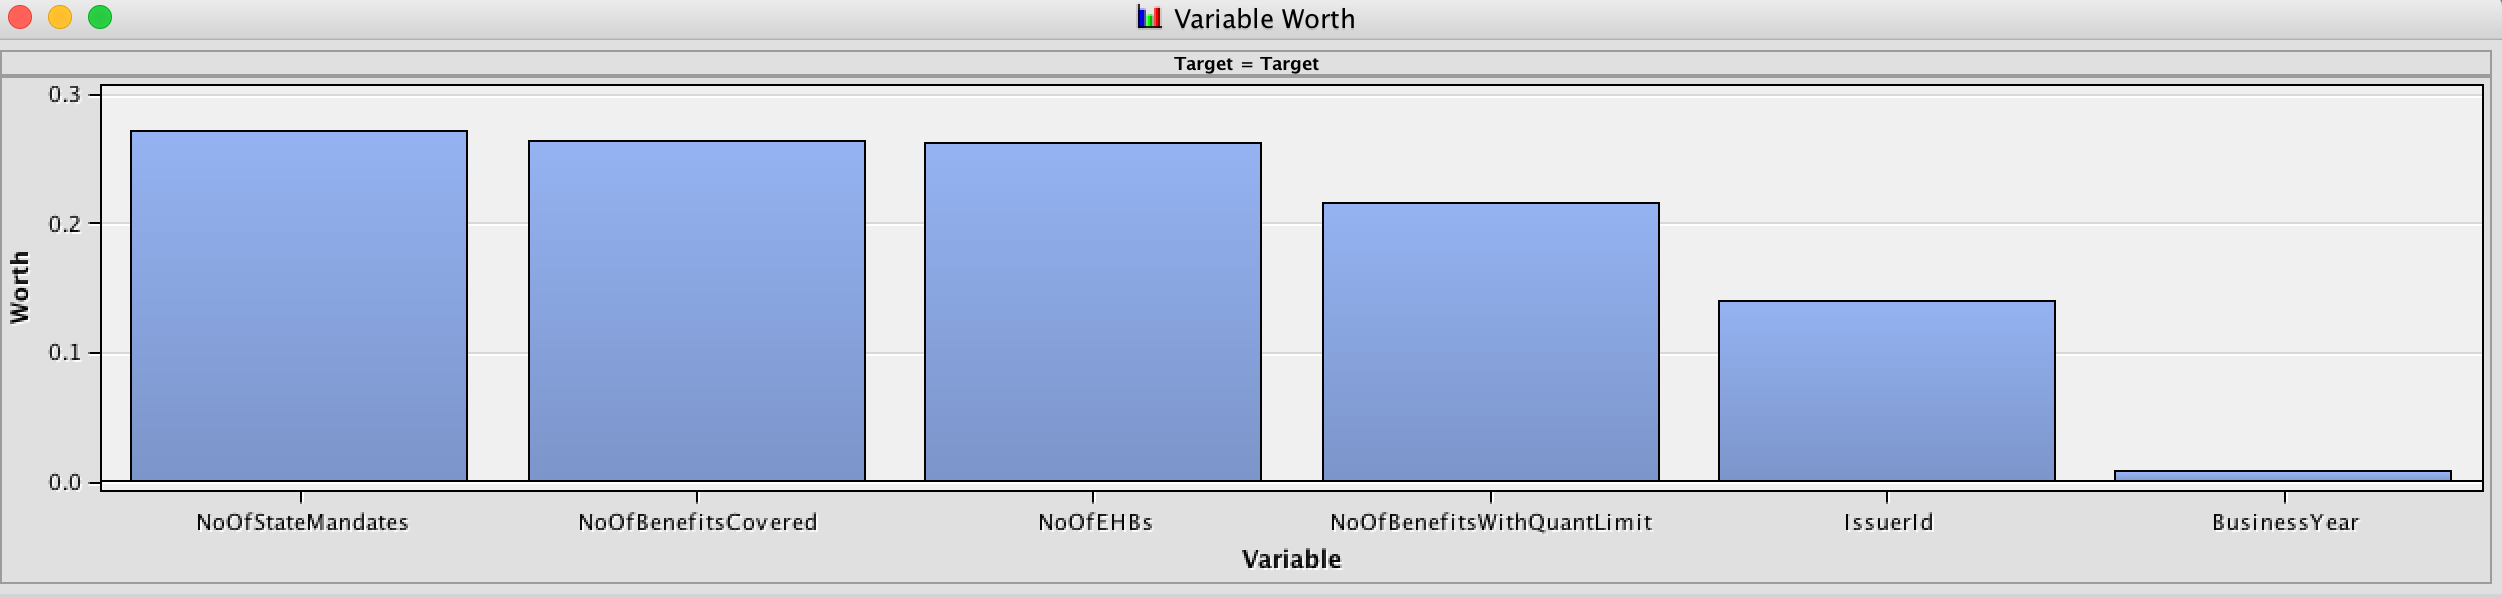 Variable Worth
Target = Target
0.3
0.2
0.1
0.0
Worth
NoOfStateMandates NoOfBenefitsCovered NoOfEHBs NoOfBenefitsWithQuantLimit IssuerId BusinessYear
Variable